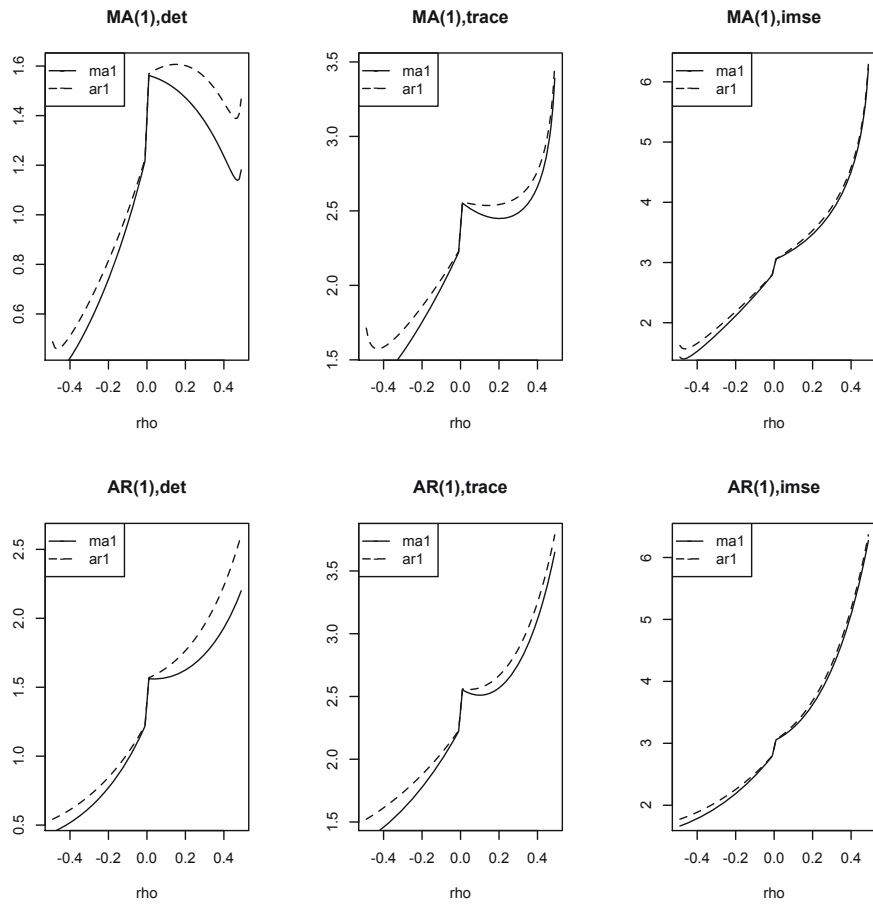 MA(1),det
ma1
ar1
0.6 0.8 1.0 1.2 1.4 1.6
-0.4 -0.2 0.0 0.2 0.4
rho
MA(1),trace
ma1
ar1
1.5 2.0 2.5 3.0 3.5
-0.4 -0.2 0.0 0.2 0.4
rho
MA(1),imse
ma1
ar1
2 3 4 5 6
-0.4 -0.2 0.0 0.2 0.4
rho
AR(1),det
ma1
ar1
0.5 1.0 1.5 2.0 2.5
-0.4 -0.2 0.0 0.2 0.4
rho
AR(1),trace
ma1
ar1
1.5 2.0 2.5 3.0 3.5
-0.4 -0.2 0.0 0.2 0.4
rho
AR(1),imse
ma1
ar1
2 3 4 5 6
-0.4 -0.2 0.0 0.2 0.4
rho